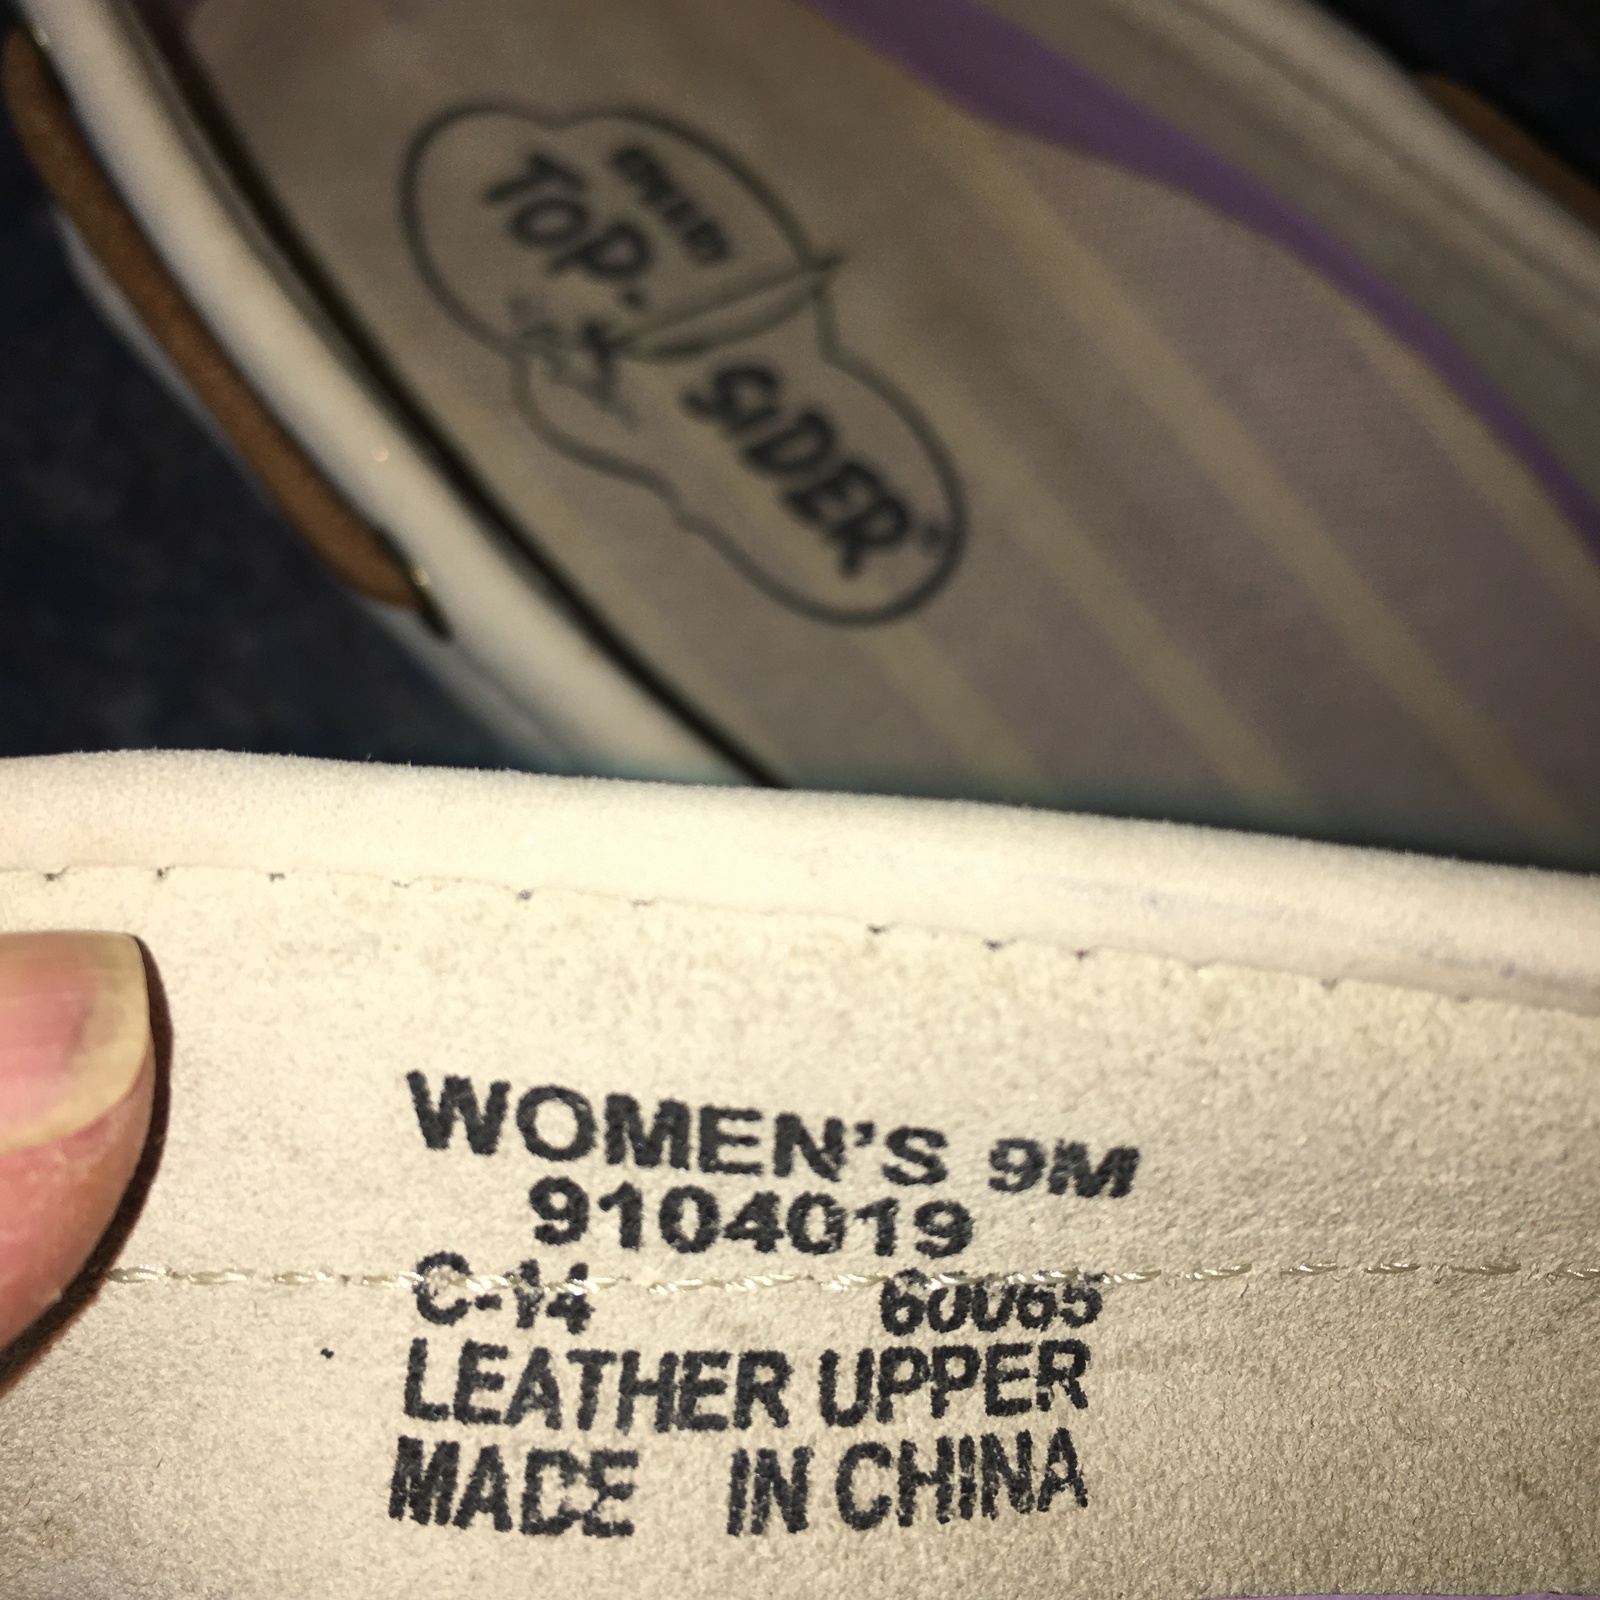 SPERRY
TOP-
SIDER®
WOMEN'S 9M
9104019
C-14 60065
LEATHER UPPER
MADE IN CHINA